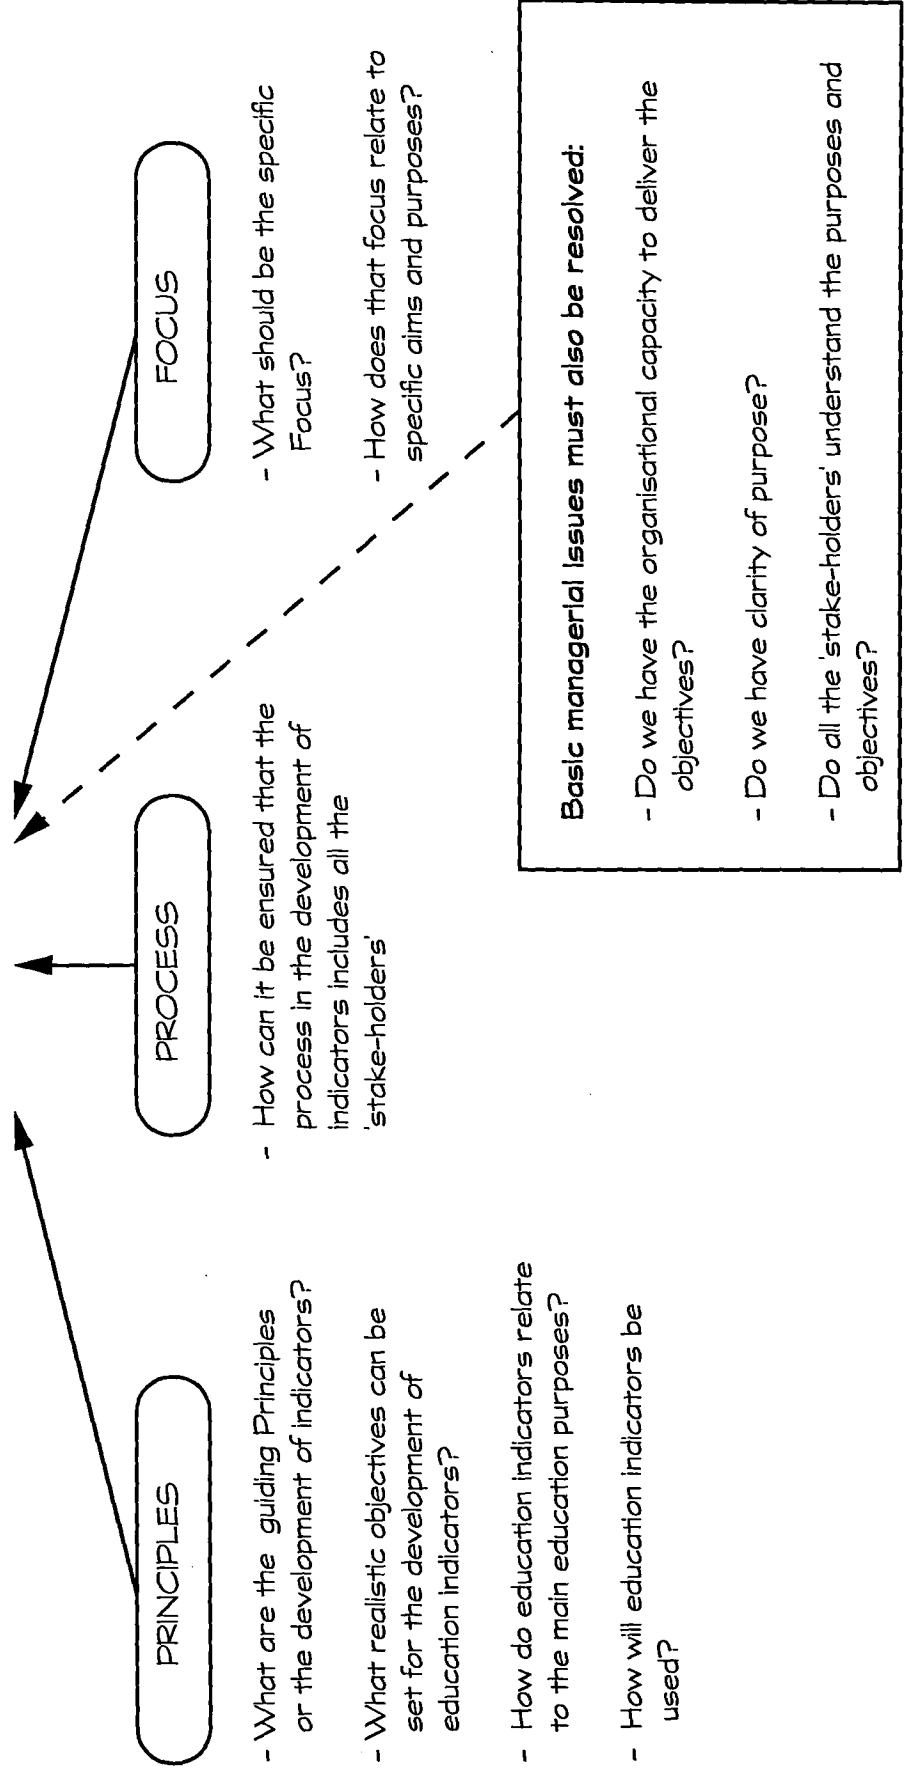 PRINCIPLES
- What are the guiding Principles
or the development of indicators?
- What realistic objectives can be
set for the development of
education indicators?
- How do education indicators relate
to the main education purposes?
- How will education indicators be
used?
PROCESS
- How can it be ensured that the
process in the development of
indicators includes all the
'stake-holders'
FOCUS
- What should be the specific
Focus?
- How does that focus relate to
specific aims and purposes?
Basic managerial issues must also be resolved:
- Do we have the organisational capacity to deliver the
objectives?
- Do we have clarity of purpose?
- Do all the 'stake-holders' understand the purposes and
objectives?